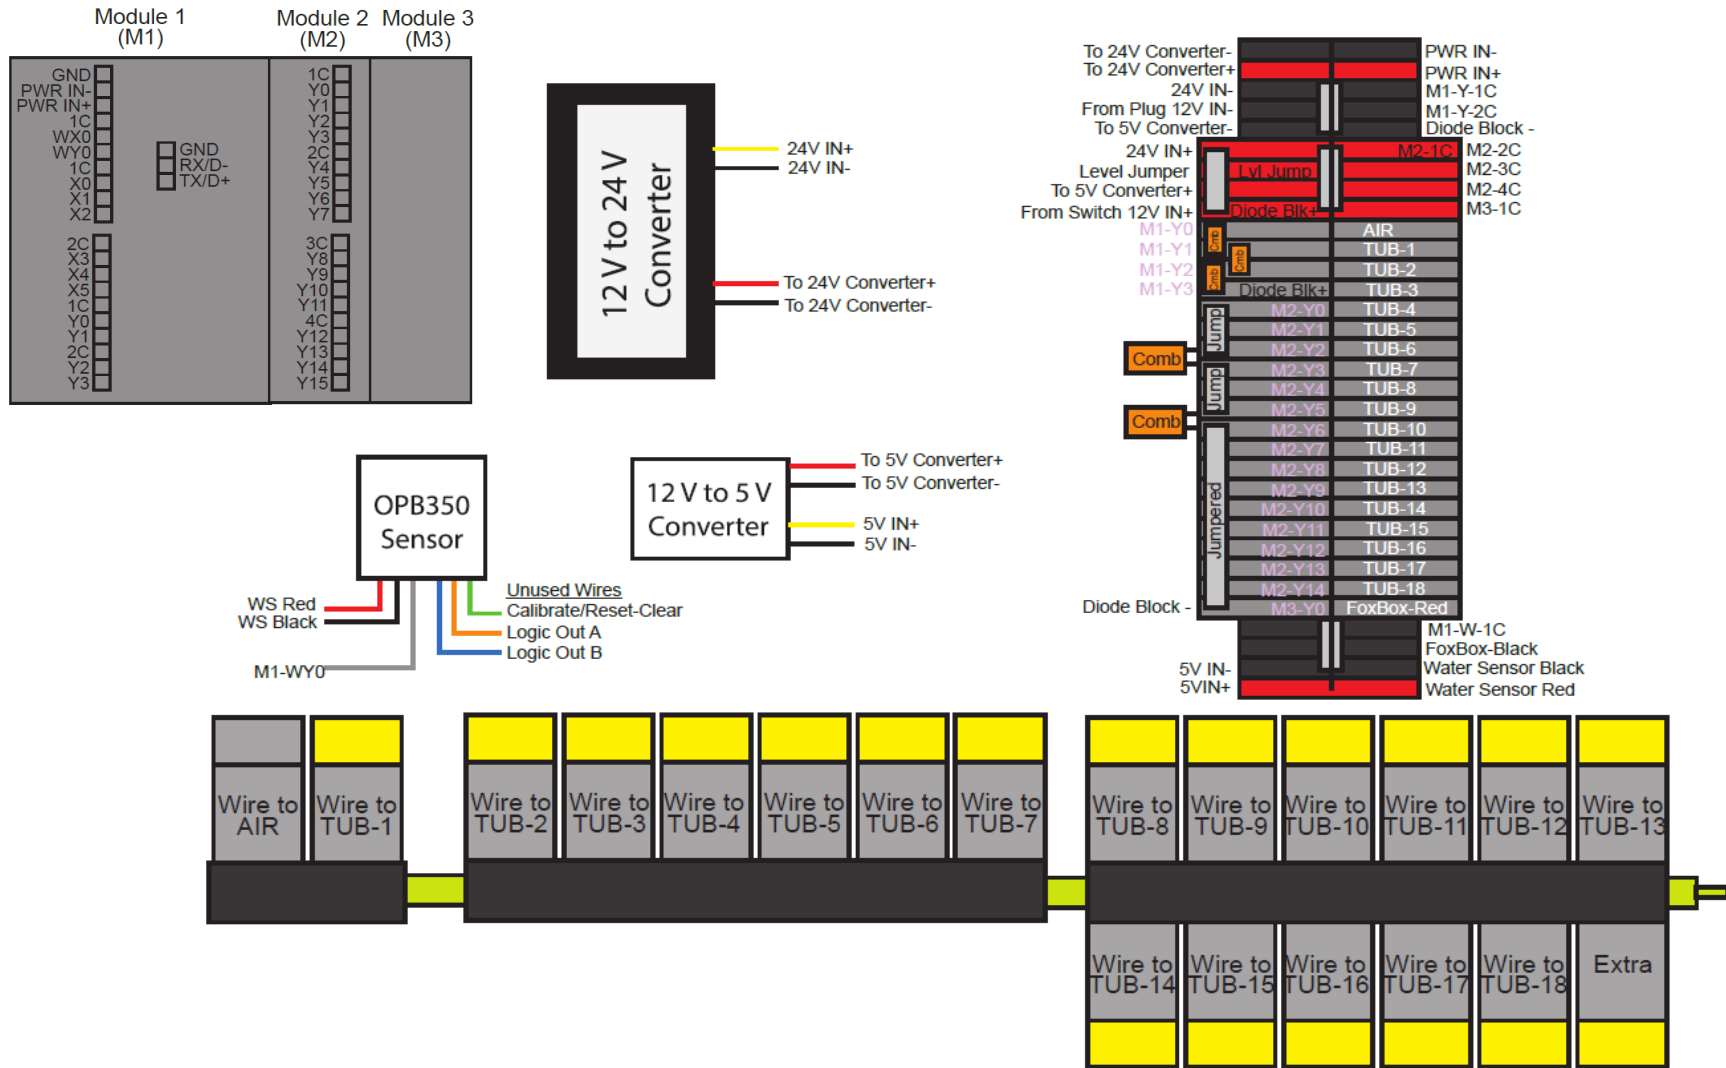 Module 1
(M1)
Module 2
(M2)
Module 3
(M3)
GND
PWR IN-
PWR IN+
1C
WX0
WY0
1C
X0
X1
X2
2C
X3
X4
X5
1C
Y0
Y1
2C
Y2
Y3
GND
RX/D-
TX/D+
1C
Y0
Y1
Y2
Y3
2C
Y4
Y5
Y6
Y7
3C
Y8
Y9
Y10
Y11
4C
Y12
Y13
Y14
Y15
12 V to 24 V
Converter
24V IN+
24V IN-
To 24V Converter+
To 24V Converter-
OPB350
Sensor
WS Red
WS Black
M1-WY0
Unused Wires
Calibrate/Reset-Clear
Logic Out A
Logic Out B
12 V to 5 V
Converter
To 5V Converter+
To 5V Converter-
5V IN+
5V IN-
To 24V Converter-
PWR IN-
To 24V Converter+
PWR IN+
24V IN-
M1-Y-1C
From Plug 12V IN-
M1-Y-2C
To 5V Converter-
Diode Block -
24V IN+
M2-1C
M2-2C
Level Jumper
Lvl Jump
M2-3C
To 5V Converter+
M2-4C
From Switch 12V IN+
Diode Blk+
M3-1C
M1-Y0
Cmb
AIR
M1-Y1
Cmb
TUB-1
M1-Y2
Cmb
TUB-2
M1-Y3
Diode Blk+
TUB-3
Jump
M2-Y0
TUB-4
M2-Y1
TUB-5
Comb
M2-Y2
TUB-6
Jump
M2-Y3
TUB-7
M2-Y4
TUB-8
Comb
M2-Y5
TUB-9
Jumpered
M2-Y6
TUB-10
M2-Y7
TUB-11
M2-Y8
TUB-12
M2-Y9
TUB-13
M2-Y10
TUB-14
M2-Y11
TUB-15
M2-Y12
TUB-16
M2-Y13
TUB-17
M2-Y14
TUB-18
Diode Block -
M3-Y0
FoxBox-Red
M1-W-1C
FoxBox-Black
5V IN-
Water Sensor Black
5VIN+
Water Sensor Red
Wire to
AIR
Wire to
TUB-1
Wire to
TUB-2
Wire to
TUB-3
Wire to
TUB-4
Wire to
TUB-5
Wire to
TUB-6
Wire to
TUB-7
Wire to
TUB-8
Wire to
TUB-9
Wire to
TUB-10
Wire to
TUB-11
Wire to
TUB-12
Wire to
TUB-13
Wire to
TUB-14
Wire to
TUB-15
Wire to
TUB-16
Wire to
TUB-17
Wire to
TUB-18
Extra